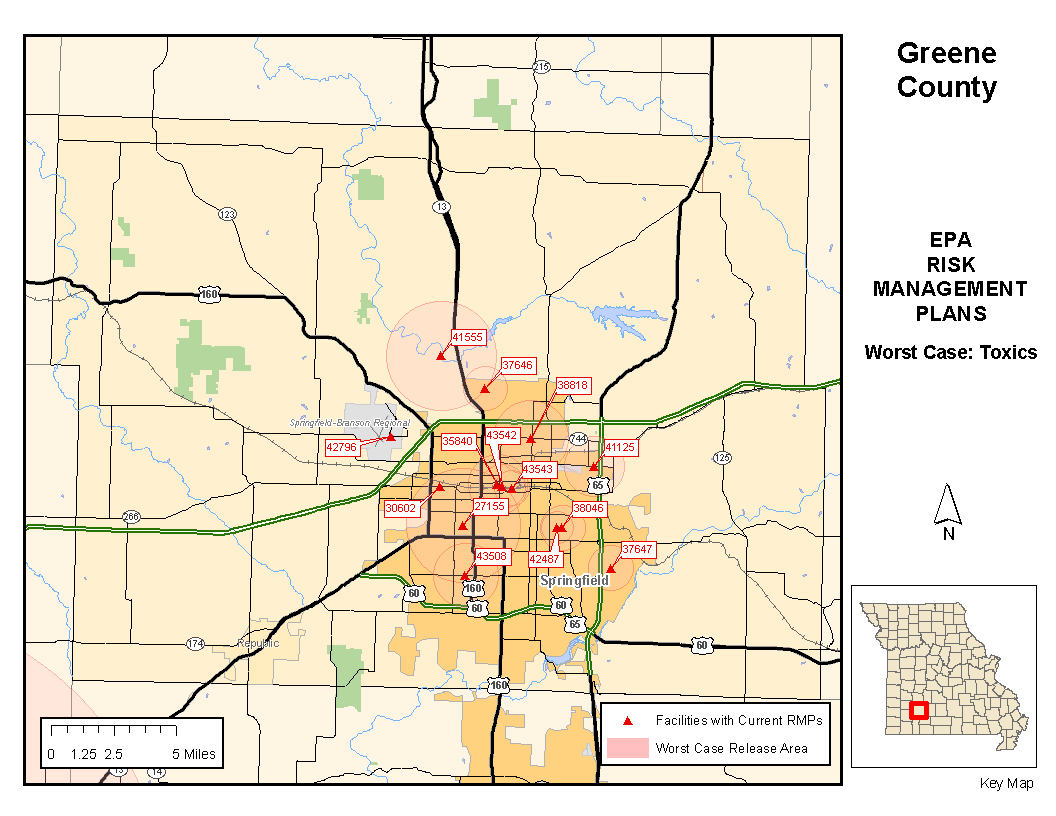 Greene
County
EPA
RISK
MANAGEMENT
PLANS
Worst Case: Toxics
215
13
123
160
41555
37646
38818
Springfield-Branson Regional
42796
35840
43542
744
41125
43543
125
65
30602
27155
38046
266
42487
37647
43508
Springfield
160
60
60
60
65
174
Republic
60
160
0 1.25 2.5 5 Miles
13
14
Facilities with Current RMPs
Worst Case Release Area
N
Key Map